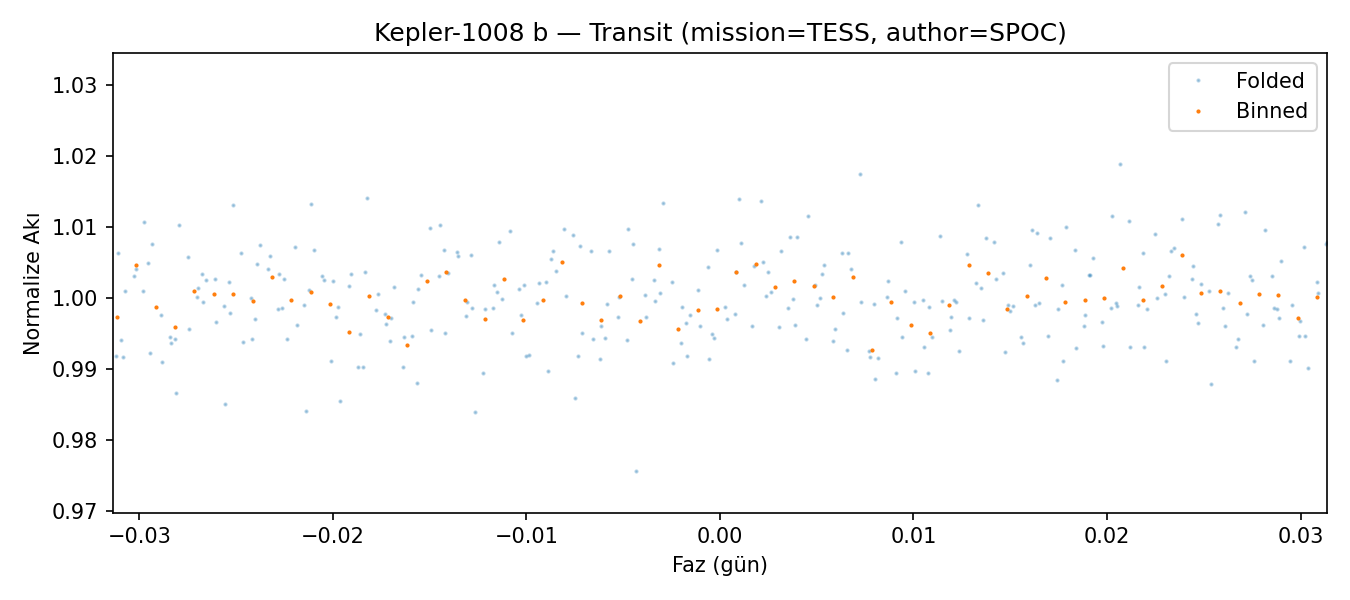 Kepler-1008 b — Transit (mission=TESS, author=SPOC)
Folded
Binned
Normalize Akı
1.03
1.02
1.01
1.00
0.99
0.98
0.97
−0.03
−0.02
−0.01
0.00
0.01
0.02
0.03
Faz (gün)